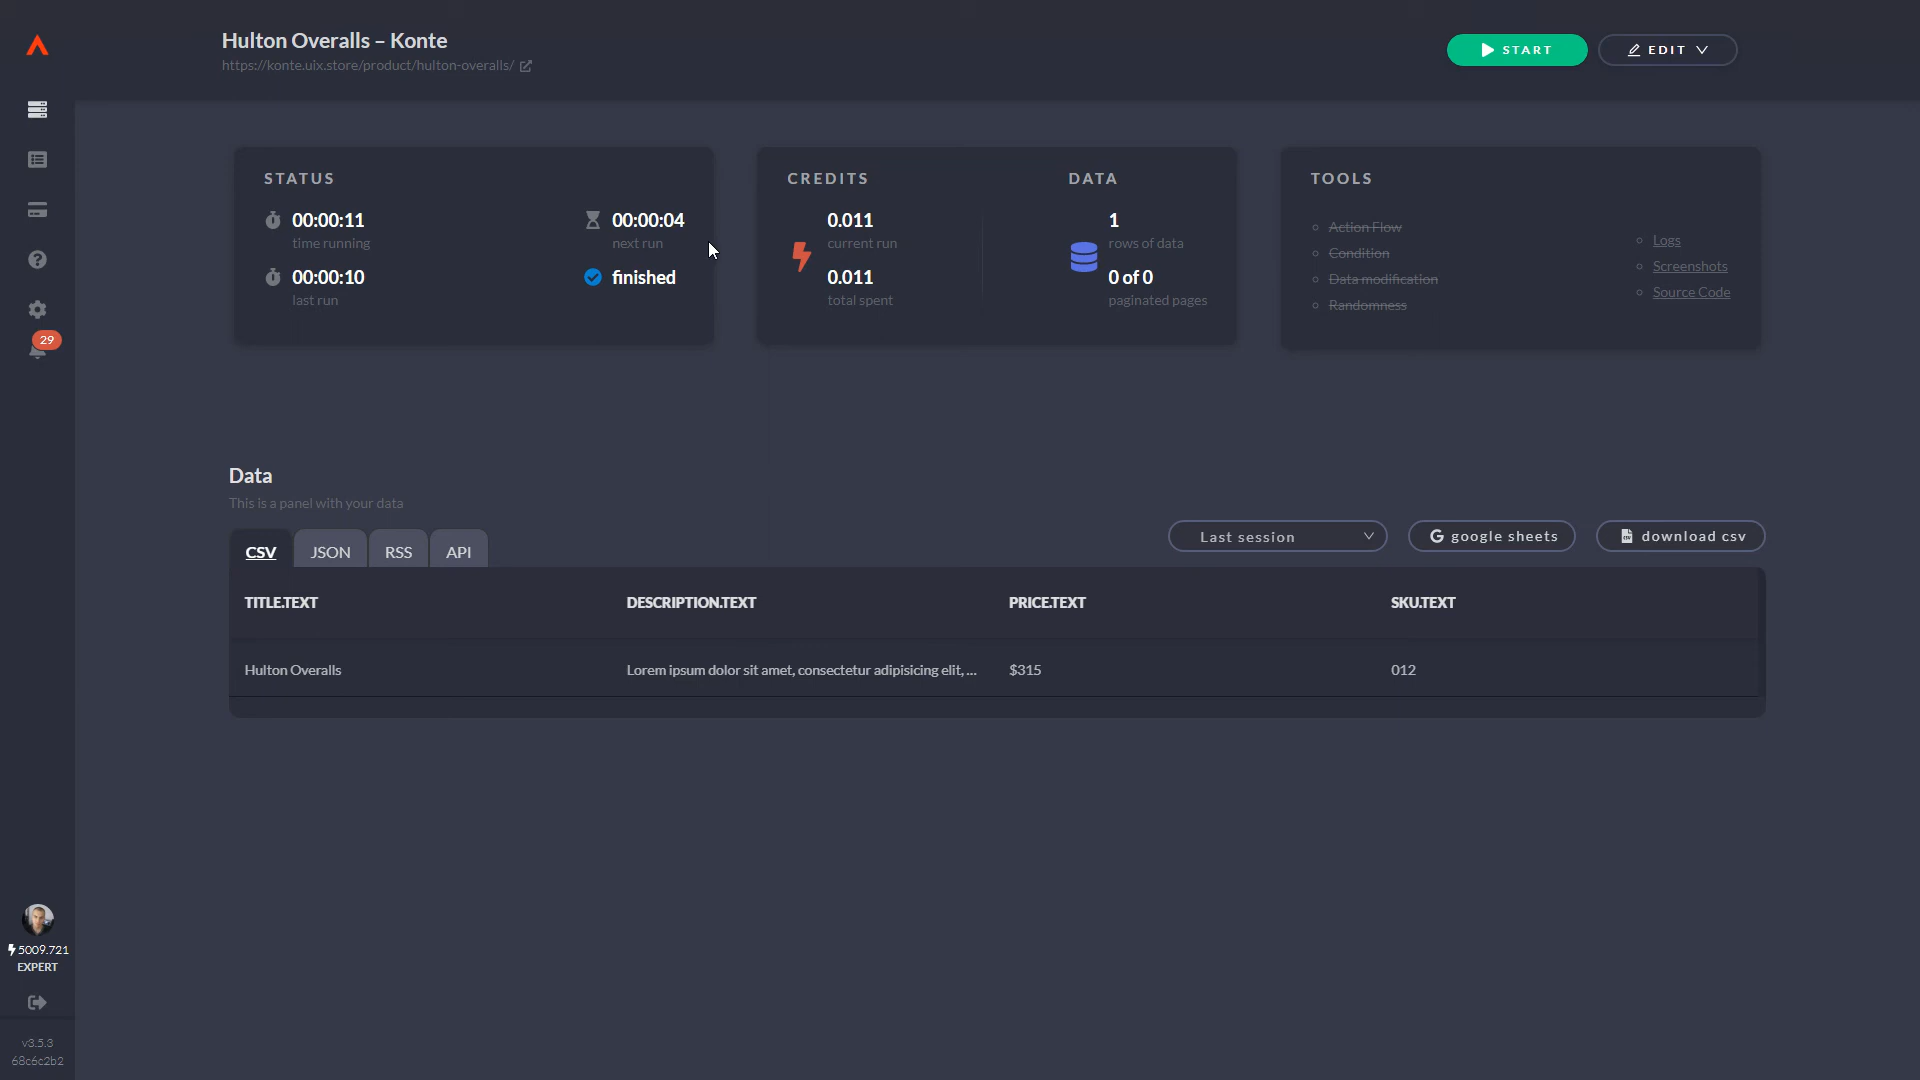 Hulton Overalls – Konte
https://konte.uix.store/product/hulton-overalls/
START
EDIT
STATUS
00:00:11
time running
00:00:04
next run
00:00:10
last run
finished
CREDITS
0.011
current run
0.011
total spent
DATA
1
rows of data
0 of 0
paginated pages
TOOLS
Action Flow
Condition
Data modification
Randomness
Logs
Screenshots
Source Code
29
Data
This is a panel with your data
CSV JSON RSS API
Last session
google sheets
download csv
TITLE.TEXT DESCRIPTION.TEXT PRICE.TEXT SKU.TEXT
Hulton Overalls Lorem ipsum dolor sit amet, consectetur adipisicing elit, ... $315 012
5009.721
EXPERT
v3.5.3
68c6c2b2